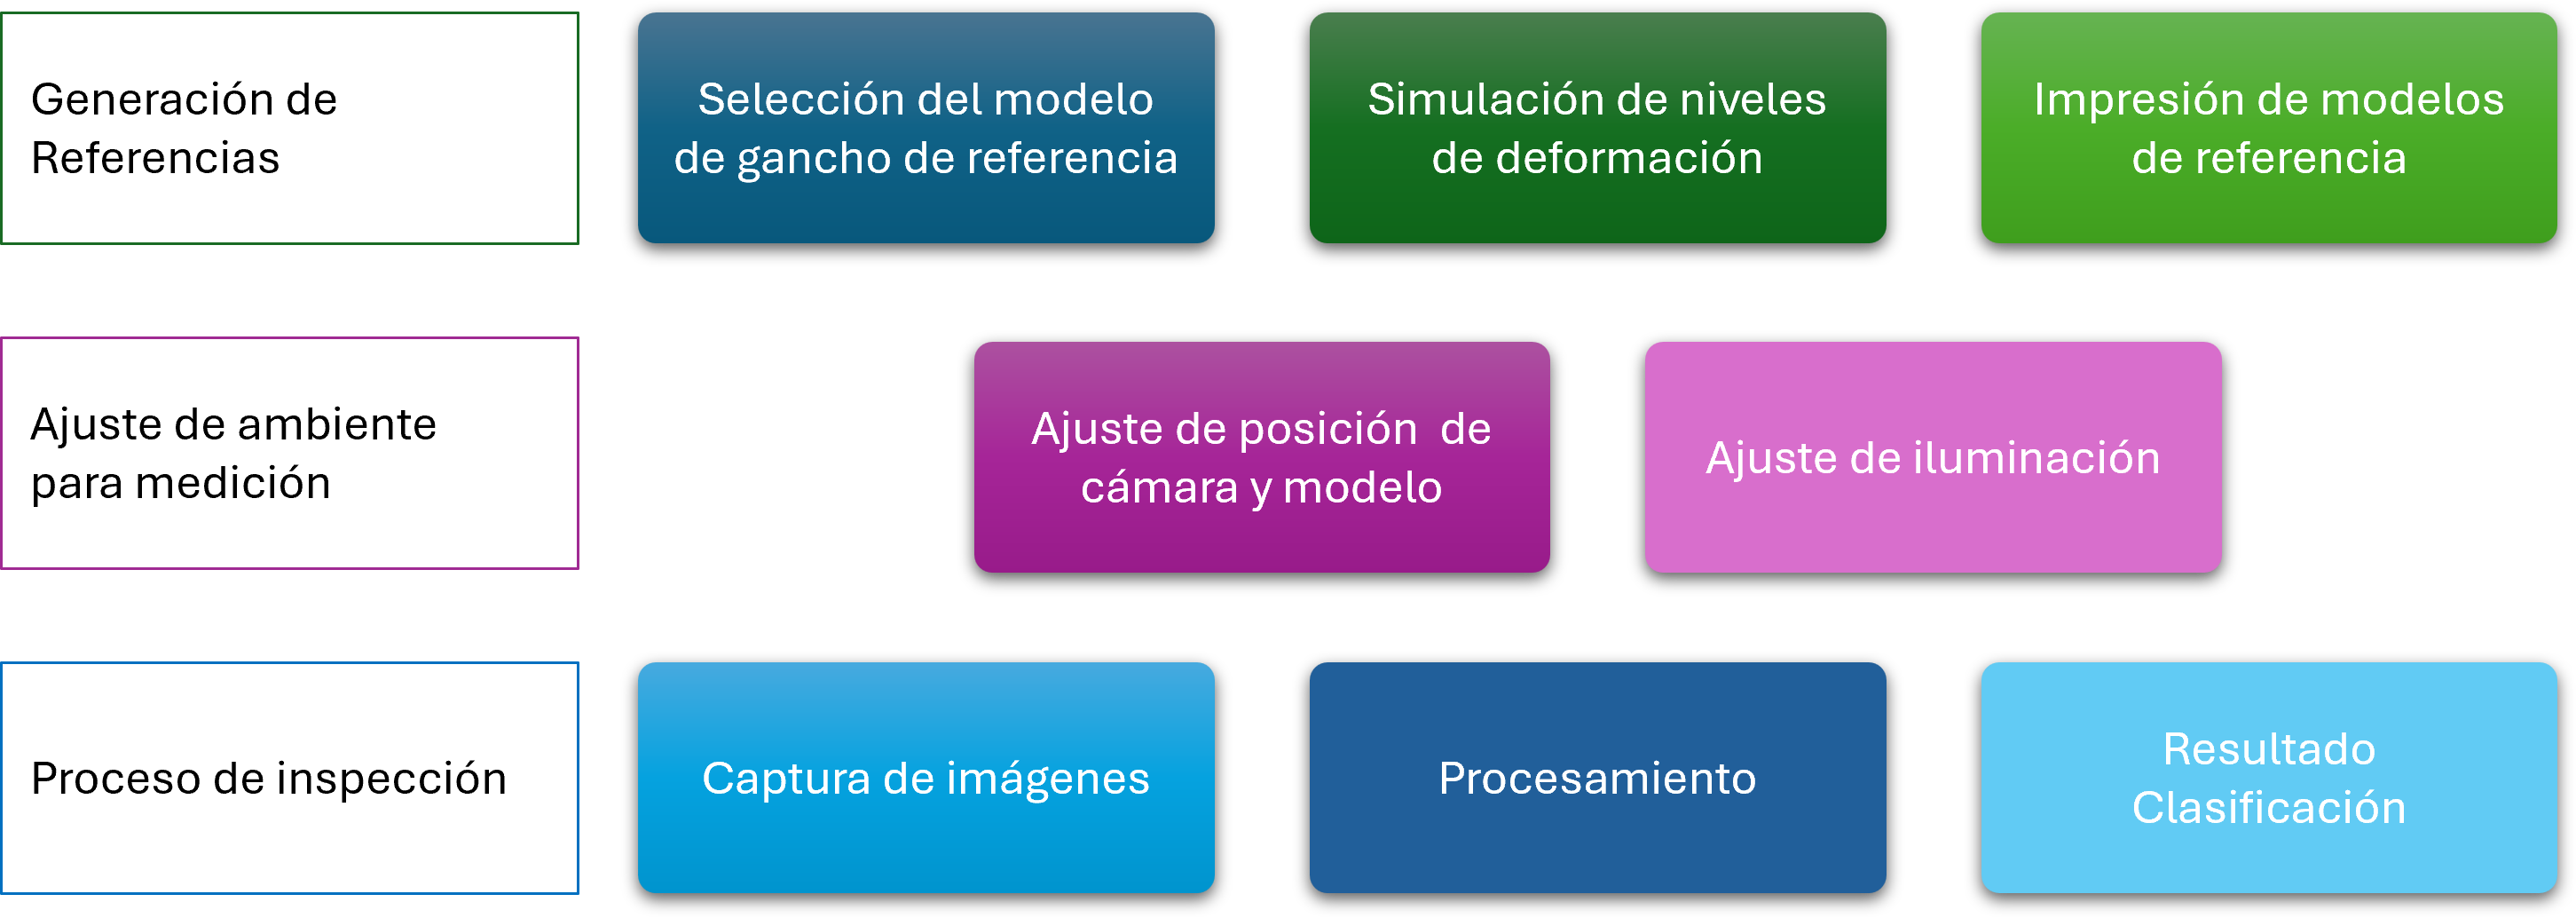 Generación de
Referencias
Selección del modelo
de gancho de referencia
Simulación de niveles
de deformación
Impresión de modelos
de referencia
Ajuste de ambiente
para medición
Ajuste de posición  de
cámara y modelo
Ajuste de iluminación
Proceso de inspección
Captura de imágenes
Procesamiento
Resultado
Clasificación